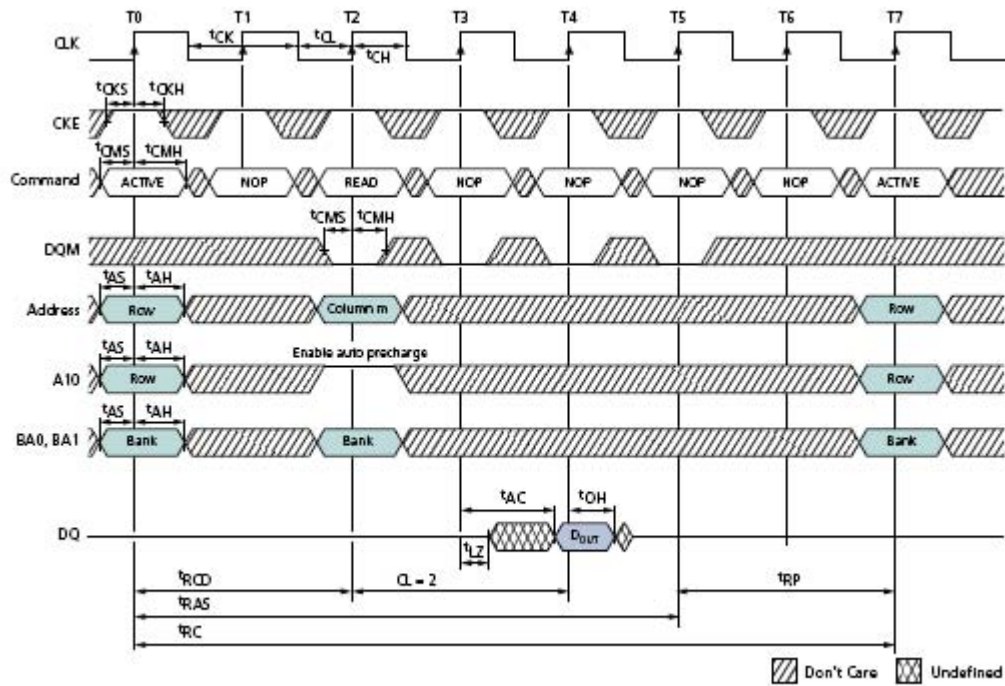 T0 T1 T2 T3 T4 T5 T6 T7
CLK
tCK tCL
tCH
tCKS tCKH
CKE
tCMS tCMH
Command ACTIVE NOP READ NOP NOP NOP NOP ACTIVE
tCMS tCMH
DQM
tAS tAH
Address Row Column m Row
Enable auto precharge
tAS tAH
A10 Row Row
tAS tAH
BA0, BA1 Bank Bank Bank
tAC tOH
DQ DOUT
tLZ
tRCD CL = 2 tRP
tRAS
tRC
Don't Care Undefined